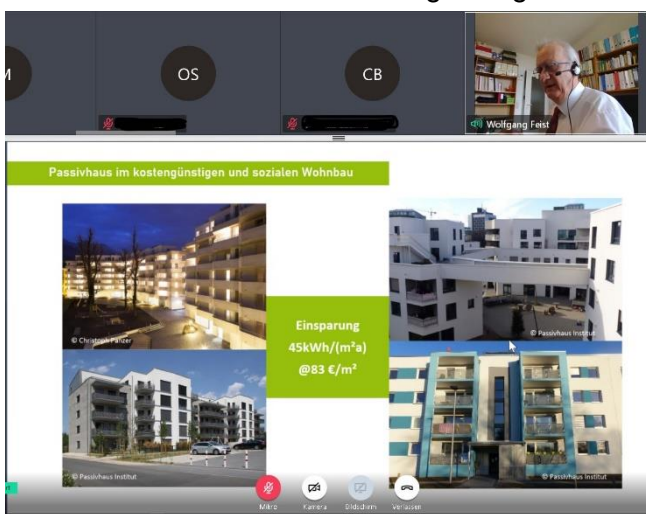 OS
CB
Wolfgang Feist
Passivhaus im kostengünstigen und sozialen Wohnbau
© Christoph Panzer
© Passivhaus Institut
Einsparung
45kWh/(m²a)
@83 €/m²
© Passivhaus Institut
© Passivhaus Institut
Mikro
Kamera
Bildschirm
Verlassen